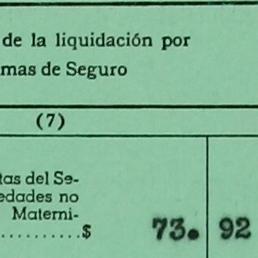 de la liquidación por
mas de Seguro
(7)
tas del Se-
edades no
Materni-
..........$ 73. 92